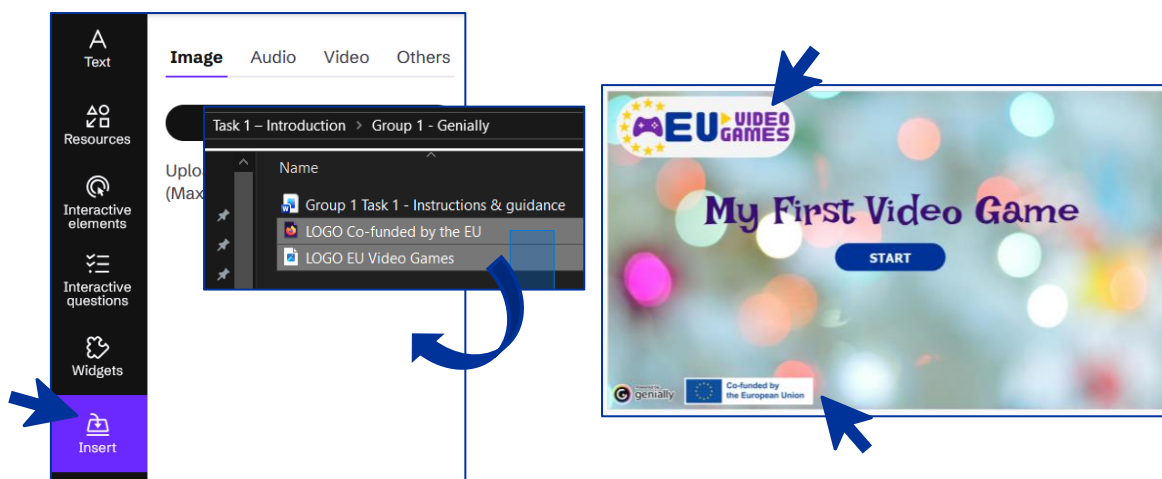 Text
Resources
Interactive
elements
Interactive
questions
Widgets
Insert
Image Audio Video Others
Uplo
(Max
Task 1 – Introduction > Group 1 - Genially
Name
Group 1 Task 1 - Instructions & guidance
LOGO Co-funded by the EU
LOGO EU Video Games
EU VIDEO
GAMES
My First Video Game
START
Powered by
genially
Co-funded by
the European Union